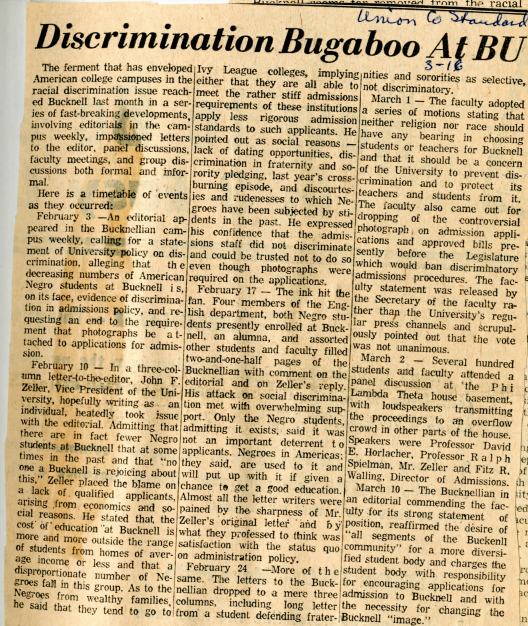 Union Co Standard
Discrimination Bugaboo At BU
3-16
The ferment that has enveloped
American college campuses in the
racial discrimination issue reach-
ed Bucknell last month in a ser-
ies of fast-breaking developments,
involving editorials in the cam-
pus weekly, impassioned letters
to the editor, panel discussions,
faculty meetings, and group dis-
cussions both formal and infor-
mal.
Here is a timetable of events
as they occurred:
February 3 —An editorial ap-
peared in the Bucknellian cam-
pus weekly, calling for a state-
ment of University policy on dis-
crimination, alleging that the
decreasing numbers of American
Negro students at Bucknell is,
on its face, evidence of discrimina-
tion in admissions policy, and re-
questing an end to the require-
ment that photographs be at-
tached to applications for admis-
sion.
February 10 — In a three-col-
umn letter-to-the-editor, John F.
Zeller, Vice President of the Uni-
versity, hopefully writing as an
individual, heatedly took issue
with the editorial. Admitting that
there are in fact fewer Negro
students at Bucknell that at some
times in the past and that "no
one a Bucknell is rejoicing about
this," Zeller placed the blame on
a lack of qualified applicants,
arising from economics and so-
cial reasons. He stated that the
cost of education at Bucknell is
more and more outside the range
of students from homes of aver-
age income or less and that a
disproportionate number of Ne-
groes fall in this group. As to the
Negroes from wealthy families,
he said that they tend to go to
Ivy League colleges, implying
either that they are all able to
meet the rather stiff admissions
requirements of these institutions
apply less rigorous admission
standards to such applicants. He
pointed out as social reasons —
lack of dating opportunities, dis-
crimination in fraternity and so-
rority pledging, last year's cross-
burning episode, and discourtes-
ies and rudenesses to which Ne-
groes have been subjected by sti-
dents in the past. He expressed
his confidence that the admis-
sions staff did not discriminate
and could be trusted not to do so
even though photographs were
required on the applications.
February 17 — The ink hit the
fan. Four members of the Eng-
lish department, both Negro stu-
dents presently enrolled at Buck-
nell, an alumna, and assorted
other students and faculty filled
two-and-one-half pages of the
Bucknellian with comment on the
editorial and on Zeller's reply.
His attack on social discrimina-
tion met with overwhelming sup-
port. Only the Negro students,
admitting it exists, said it was
not an important deterrent to
applicants. Negroes in American;
they said, are used to it and
will put up with it if given a
chance to get a good education.
Almost all the letter writers were
pained by the sharpness of Mr.
Zeller's original letter and by
what they professed to think was
satisfaction with the status quo
on administration policy.
February 24 —More of the
same. The letters to the Buck-
nellian dropped to a mere three
columns, including long letter
from a student defending frater-
nities and sororities as selective,
not discriminatory.
March 1 — The faculty adopted
a series of motions stating that
neither religion nor race should
have any bearing in choosing
students or teachers for Bucknell
and that it should be a concern
of the University to prevent dis-
crimination and to protect its
teachers and students from it.
The faculty also came out for
dropping of the controversial
photograph on admission appli-
cations and approved bills pre-
sently before the Legislature
which would ban discriminatory
admissions procedures. The fac-
ulty statement was released by
the Secretary of the faculty ra-
ther than the University's regu-
lar press channels and scrupul-
ously pointed out that the vote
was not unanimous.
March 2 — Several hundred
students and faculty attended a
panel discussion at the Phi
Lambda Theta house basement,
with loudspeakers transmitting
the proceedings to an overflow
crowd in other parts of the house.
Speakers were Professor David
E. Horlacher, Professor Ralph
Spielman, Mr. Zeller and Fitz R.
Walling, Director of Admissions.
March 10 — The Bucknellian in
an editorial commending the fac-
ulty for its strong statement of
position, reaffirmed the desire of
"all segments of the Bucknell
community" for a more diversi-
fied student body and charges the
student body with responsibility
for encouraging applications for
admission to Bucknell and with
the necessity for changing the
Bucknell "image."